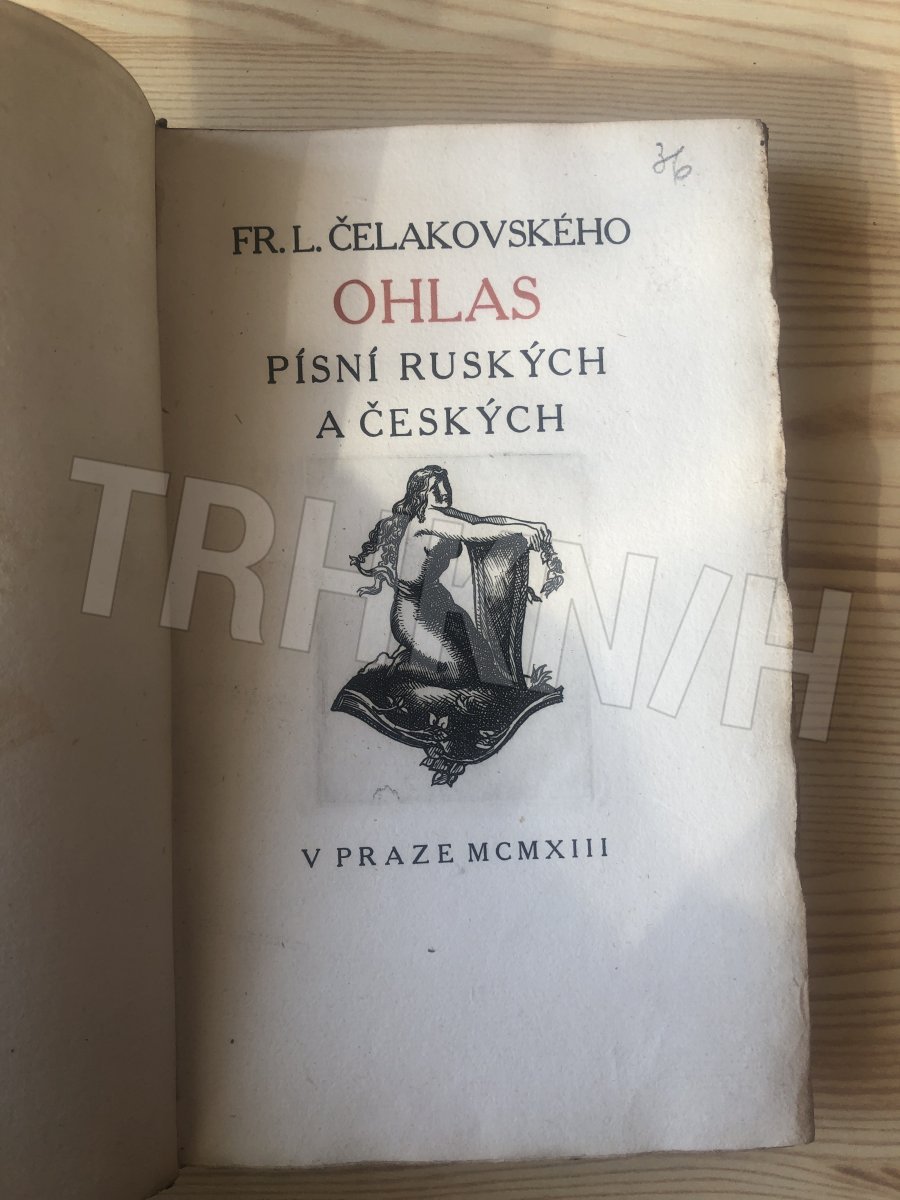 36
FR. L. ČELAKOVSKÉHO
OHLAS
PÍSNÍ RUSKÝCH
A ČESKÝCH
V PRAZE MCMXIII